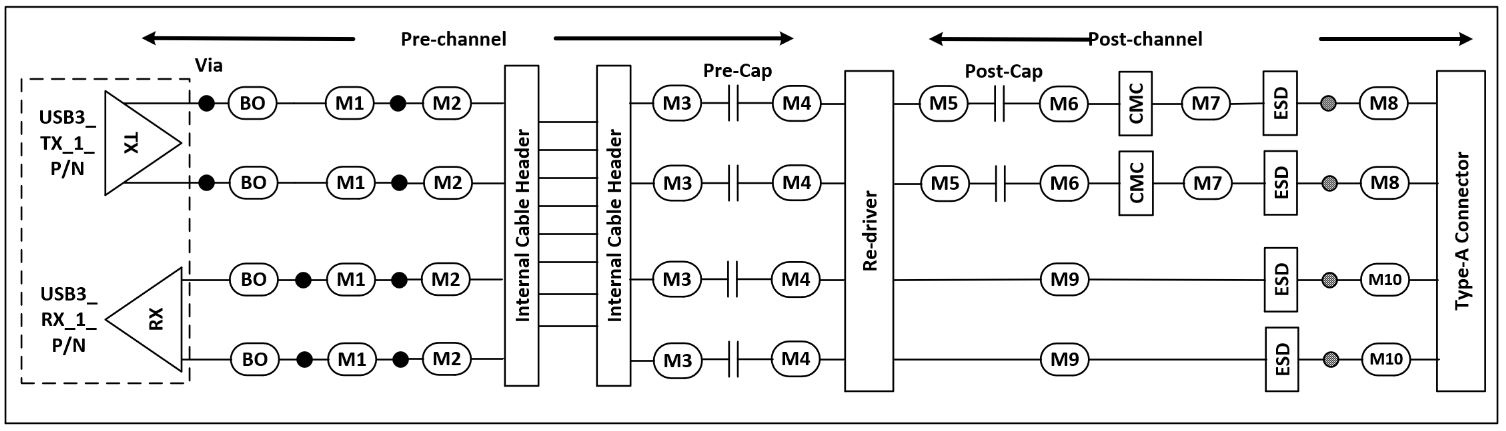 Pre-channel
Post-channel
Via
Pre-Cap
Post-Cap
USB3_
TX_1_
P/N
TX
BO
M1
M2
M3
M4
M5
M6
CMC
M7
ESD
M8
BO
M1
M2
M3
M4
M5
M6
CMC
M7
ESD
M8
Internal Cable Header
Internal Cable Header
Re-driver
Type-A Connector
USB3_
RX_1_
P/N
RX
BO
M1
M2
M3
M4
M9
ESD
M10
BO
M1
M2
M3
M4
M9
ESD
M10